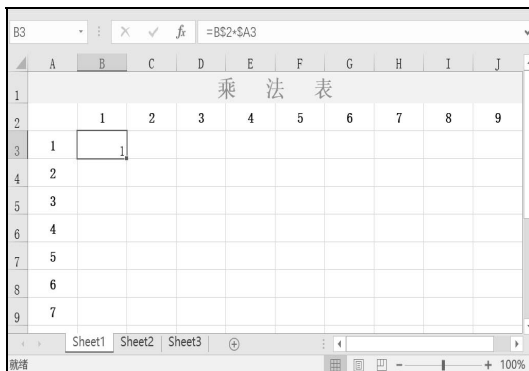 B3 fx =B$2*$A3
A B C D E F G H I J
1 乘 法 表
2 1 2 3 4 5 6 7 8 9
3 1 1
4 2
5 3
6 4
7 5
8 6
9 7
Sheet1 Sheet2 Sheet3
就绪 100%